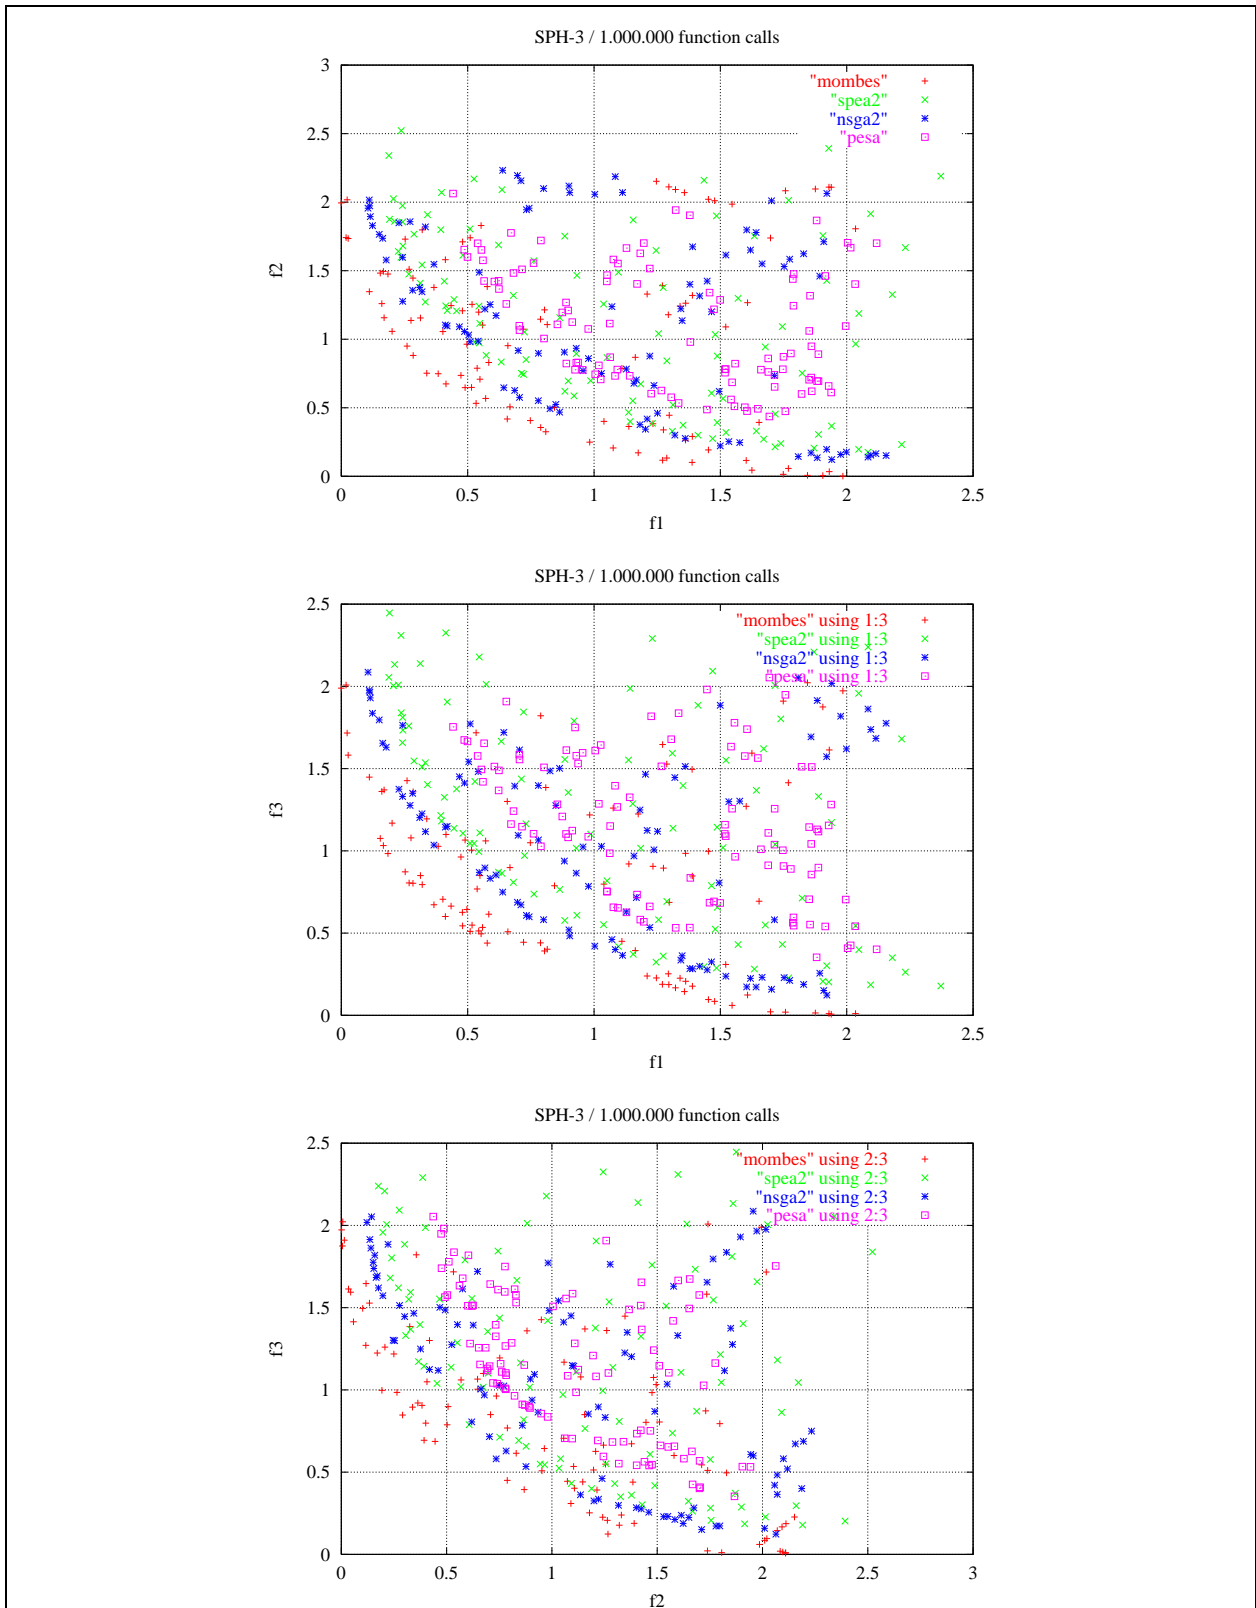 SPH-3 / 1.000.000 function calls
3
2.5
2
1.5
1
0.5
0
f2
"mombes"
"spea2"
"nsga2"
"pesa"
0 0.5 1 1.5 2 2.5
f1
SPH-3 / 1.000.000 function calls
2.5
2
1.5
1
0.5
0
f3
"mombes" using 1:3
"spea2" using 1:3
"nsga2" using 1:3
"pesa" using 1:3
0 0.5 1 1.5 2 2.5
f1
SPH-3 / 1.000.000 function calls
2.5
2
1.5
1
0.5
0
f3
"mombes" using 2:3
"spea2" using 2:3
"nsga2" using 2:3
"pesa" using 2:3
0 0.5 1 1.5 2 2.5 3
f2